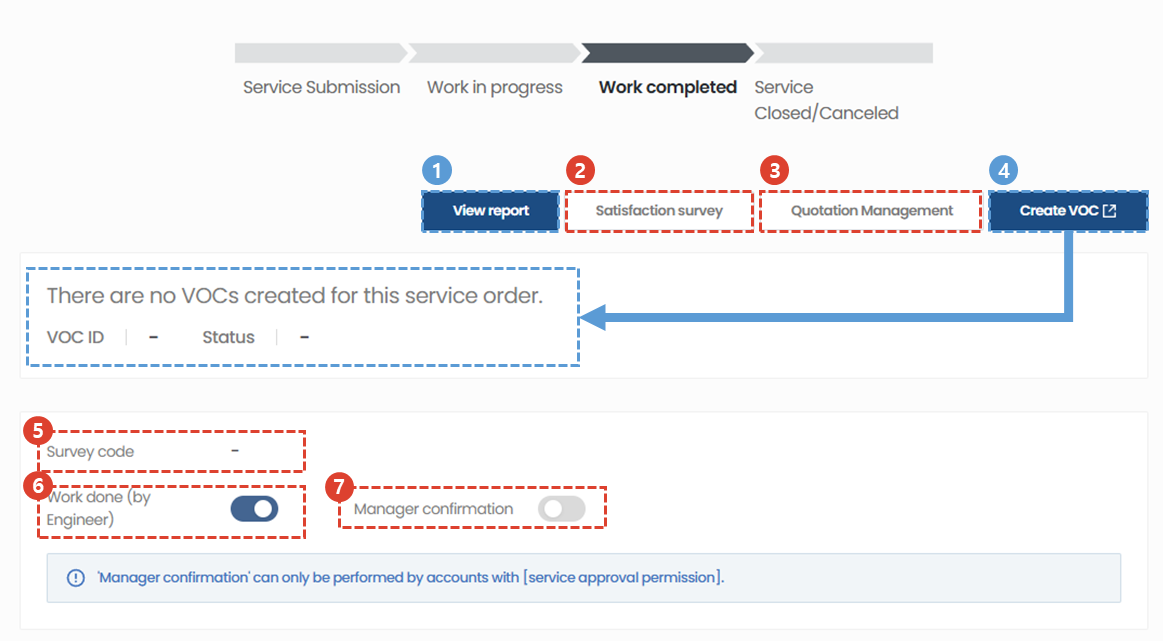 Service Submission
Work in progress
Work completed
Service
Closed/Canceled
1
2
3
4
View report
Satisfaction survey
Quotation Management
Create VOC
There are no VOCs created for this service order.
VOC ID
-
Status
-
5
Survey code
-
6
Work done (by
Engineer)
7
Manager confirmation
'Manager confirmation' can only be performed by accounts with [service approval permission].